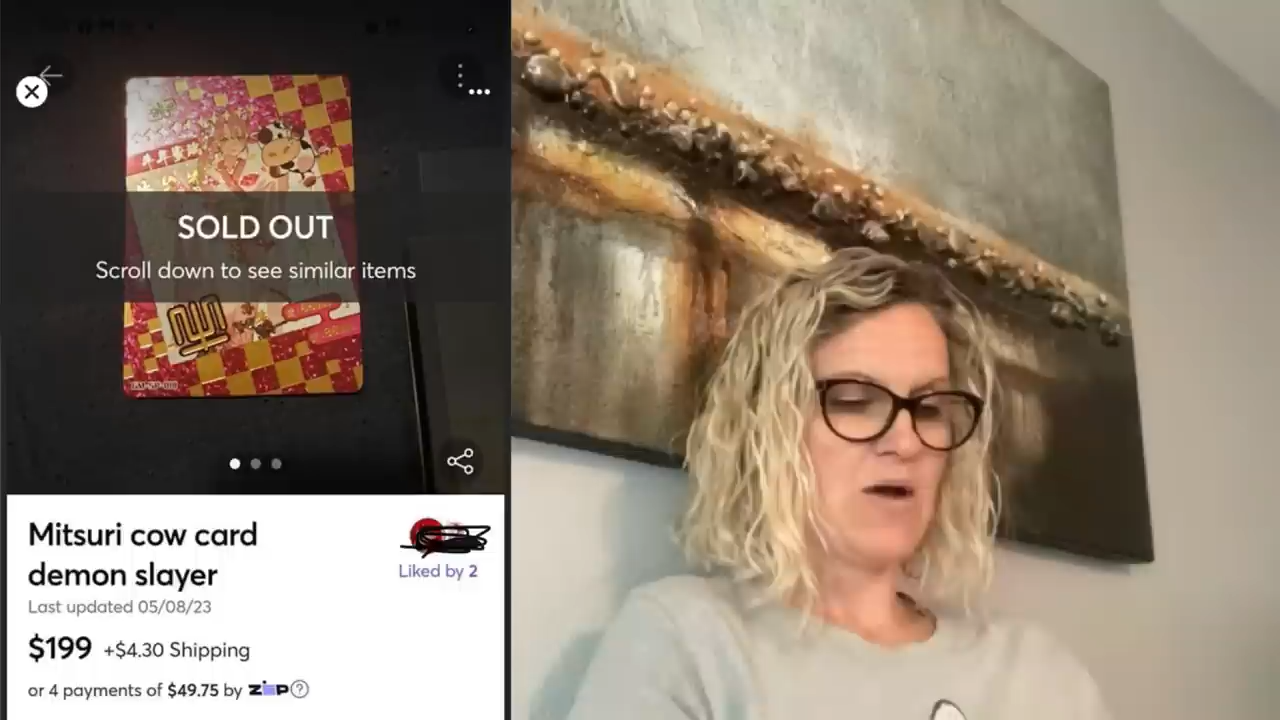 SOLD OUT
Scroll down to see similar items
Mitsuri cow card
demon slayer
Liked by 2
Last updated 05/08/23
$199 +$4.30 Shipping
or 4 payments of $49.75 by ZIP ?